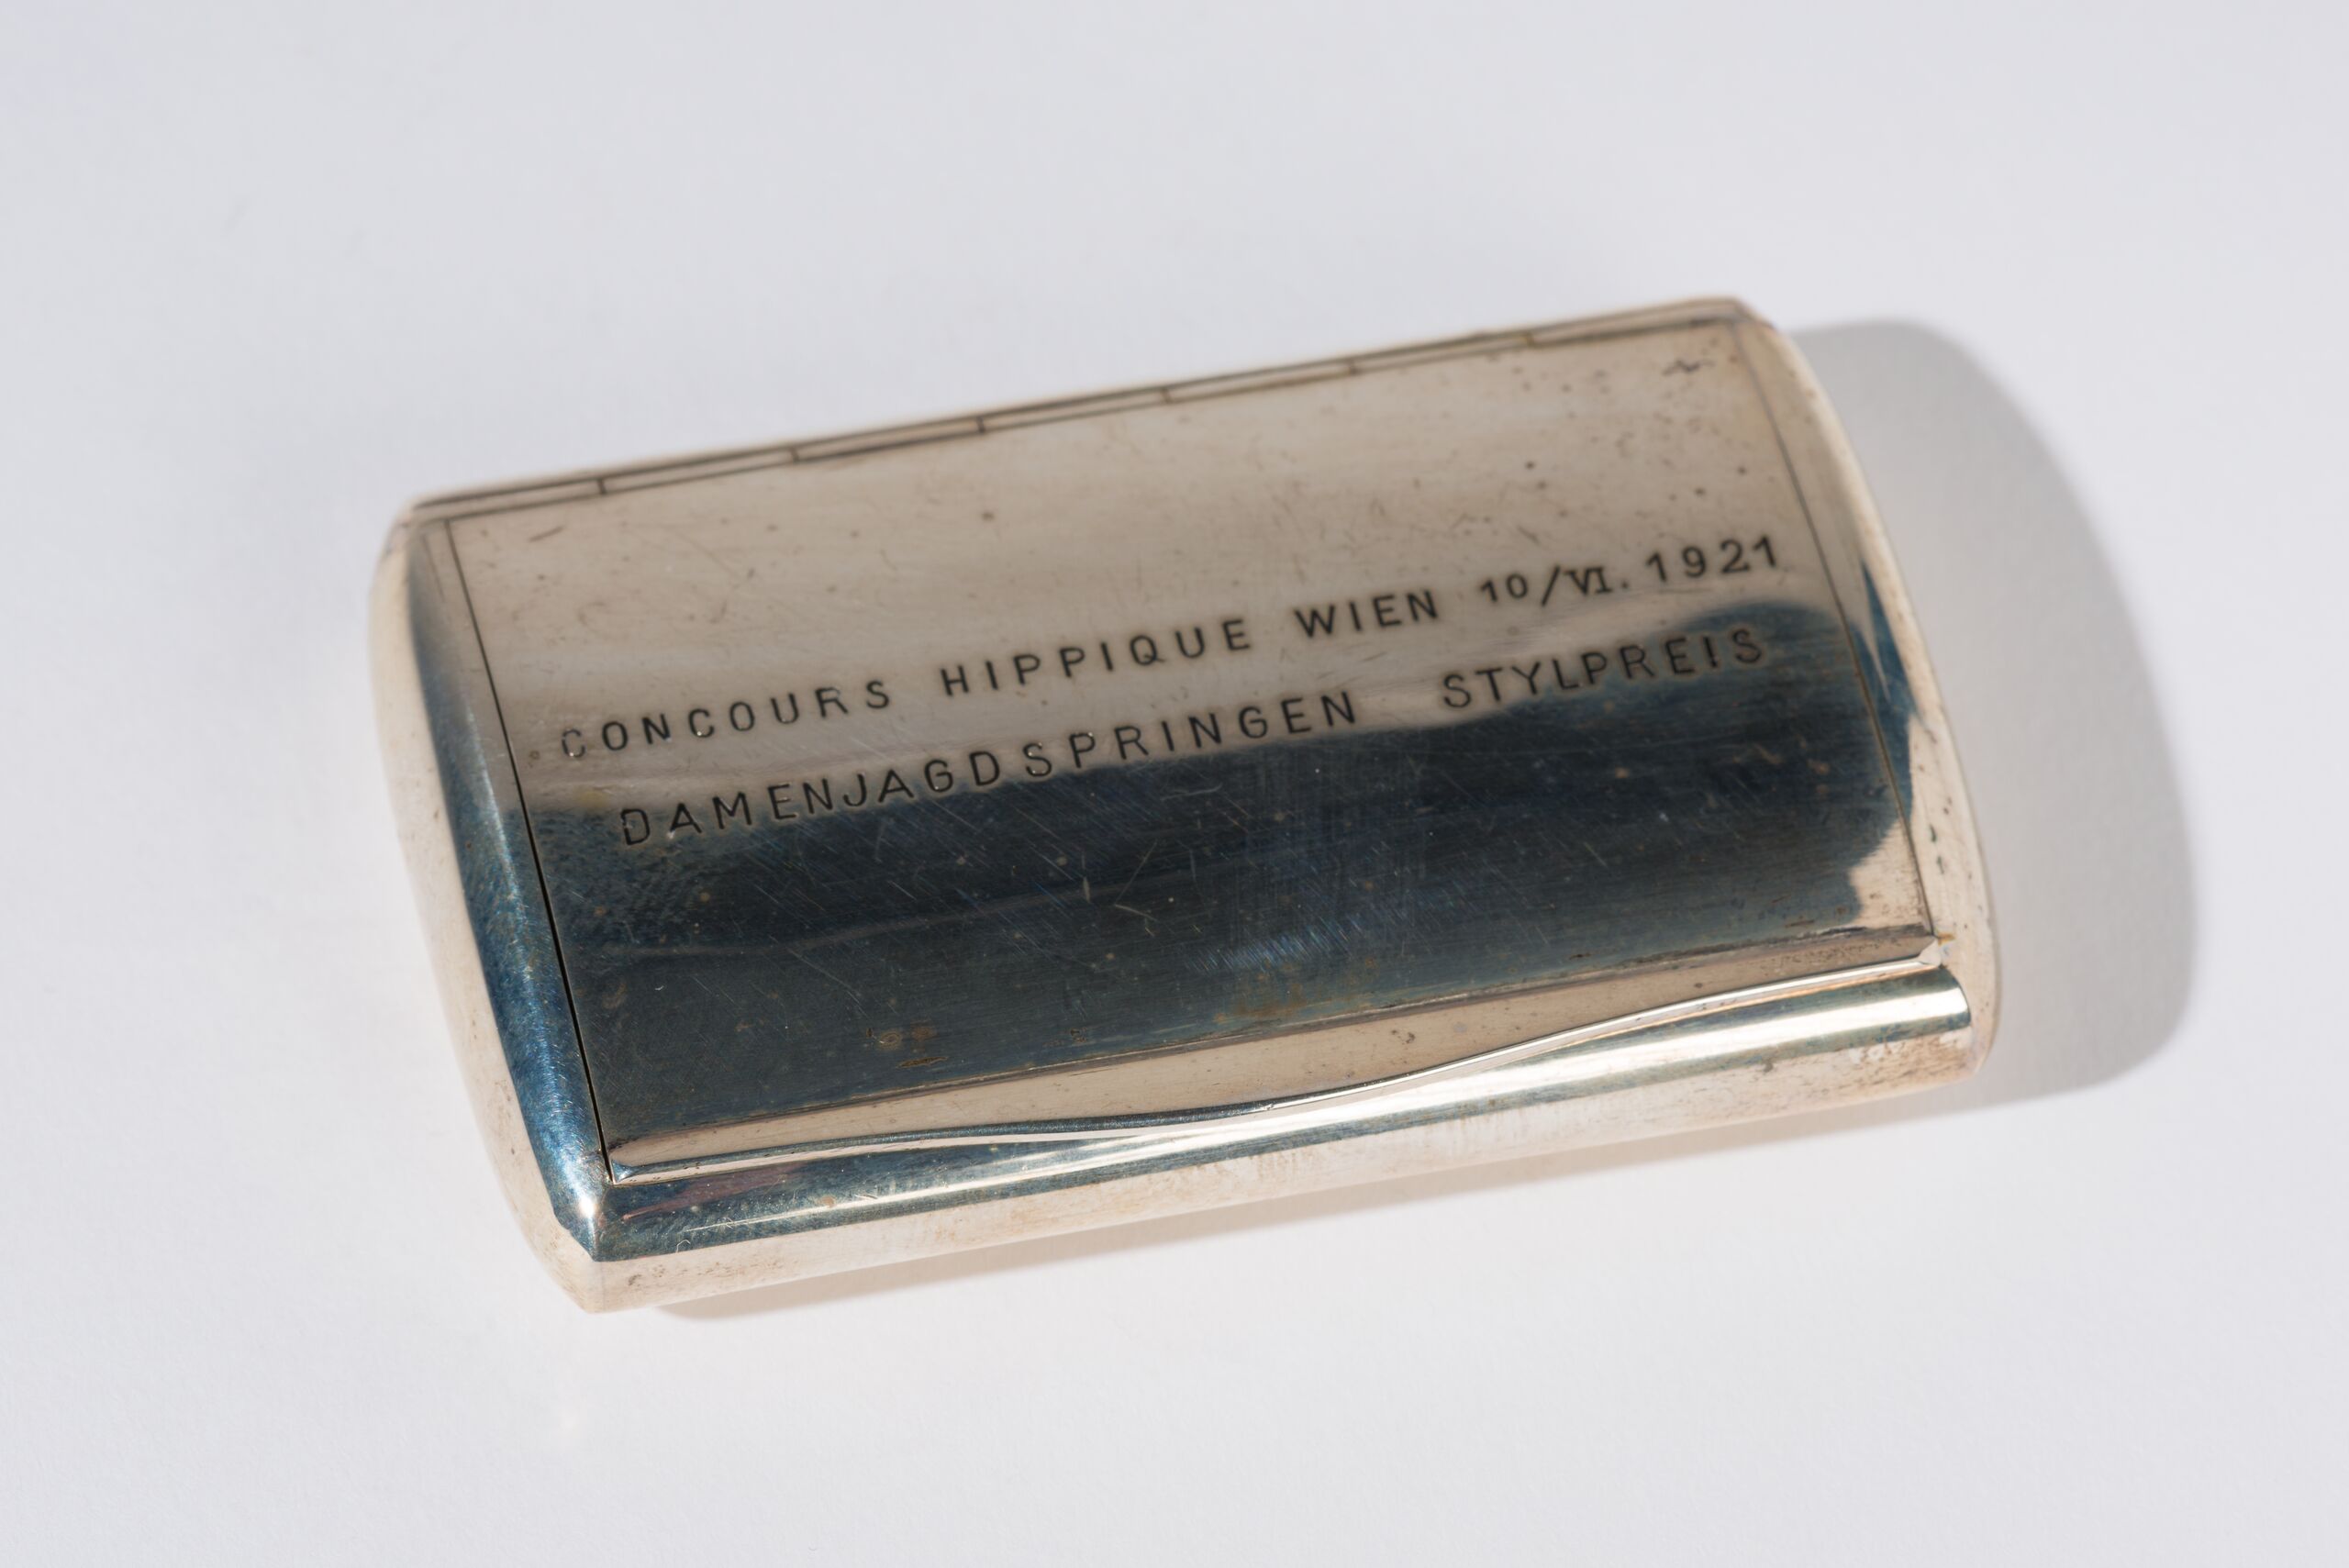 CONCOURS HIPPIQUE WIEN 10/VI. 1921
DAMENJAGDSPRINGEN STYLPREIS